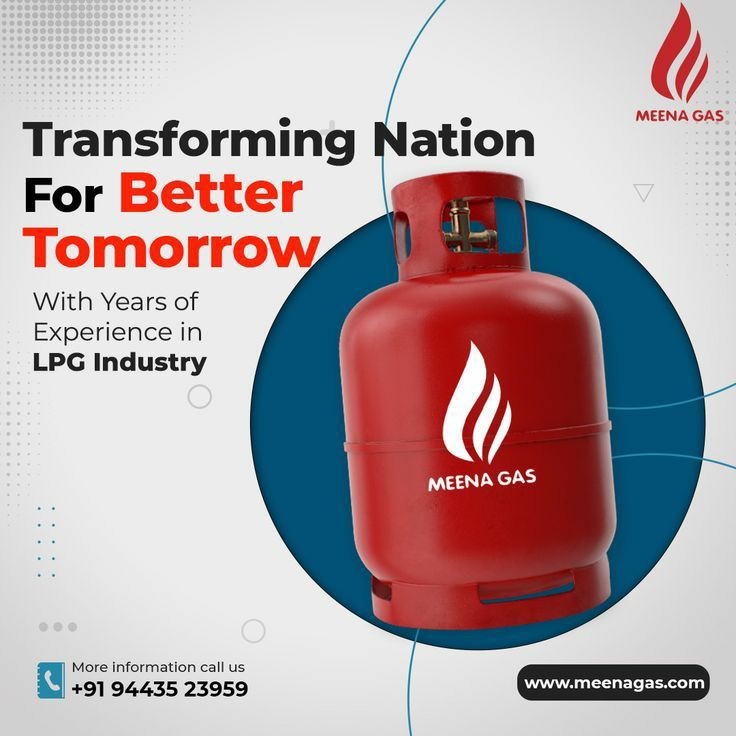 MEENA GAS
Transforming Nation
For Better
Tomorrow
With Years of
Experience in
LPG Industry
MEENA GAS
More information call us
+91 94435 23959
www.meenagas.com